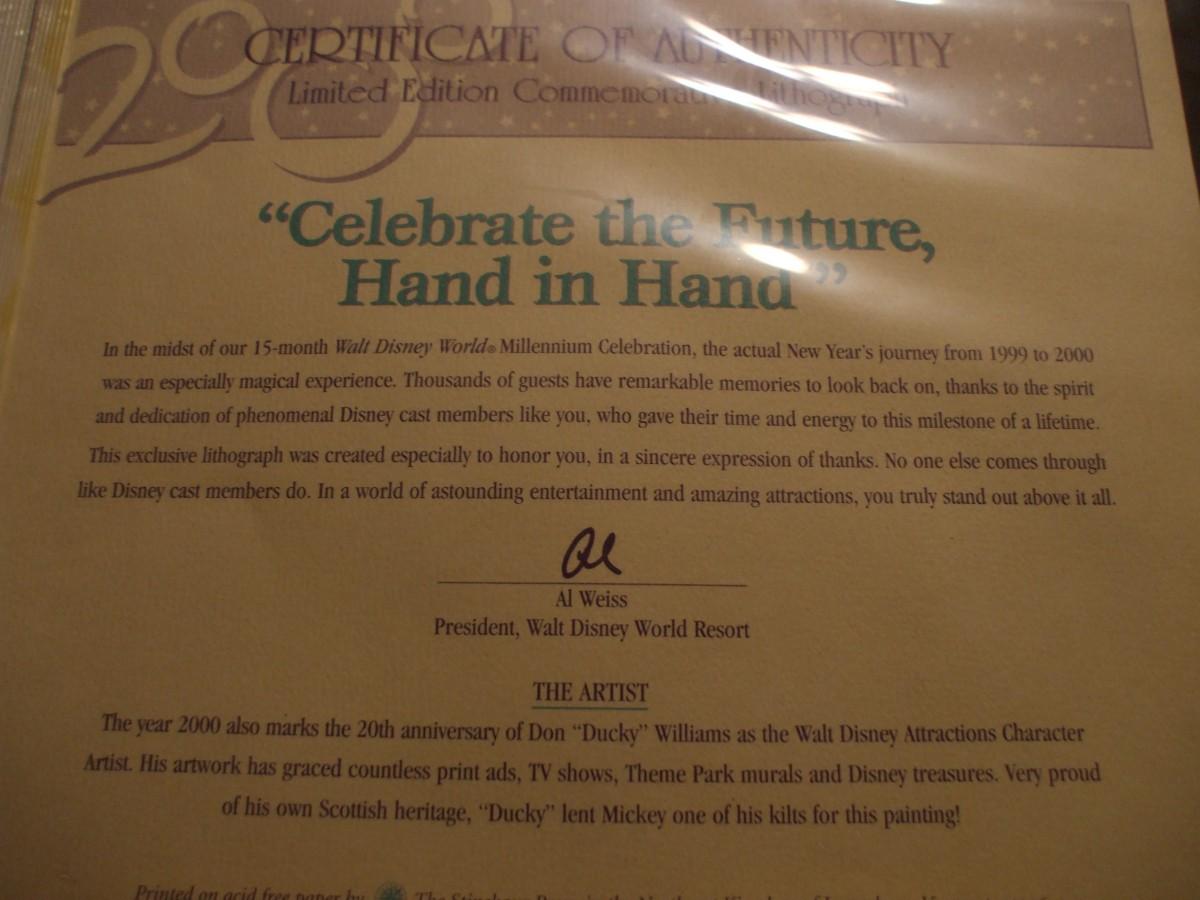 2000
CERTIFICATE OF AUTHENTICITY
Limited Edition Commemorative Lithograph
“Celebrate the Future,
Hand in Hand”
In the midst of our 15-month Walt Disney World® Millennium Celebration, the actual New Year's journey from 1999 to 2000
was an especially magical experience. Thousands of guests have remarkable memories to look back on, thanks to the spirit
and dedication of phenomenal Disney cast members like you, who gave their time and energy to this milestone of a lifetime.
This exclusive lithograph was created especially to honor you, in a sincere expression of thanks. No one else comes through
like Disney cast members do. In a world of astounding entertainment and amazing attractions, you truly stand out above it all.
Al
Al Weiss
President, Walt Disney World Resort
THE ARTIST
The year 2000 also marks the 20th anniversary of Don “Ducky” Williams as the Walt Disney Attractions Character
Artist. His artwork has graced countless print ads, TV shows, Theme Park murals and Disney treasures. Very proud
of his own Scottish heritage, “Ducky” lent Mickey one of his kilts for this painting!
Printed on acid free paper by The